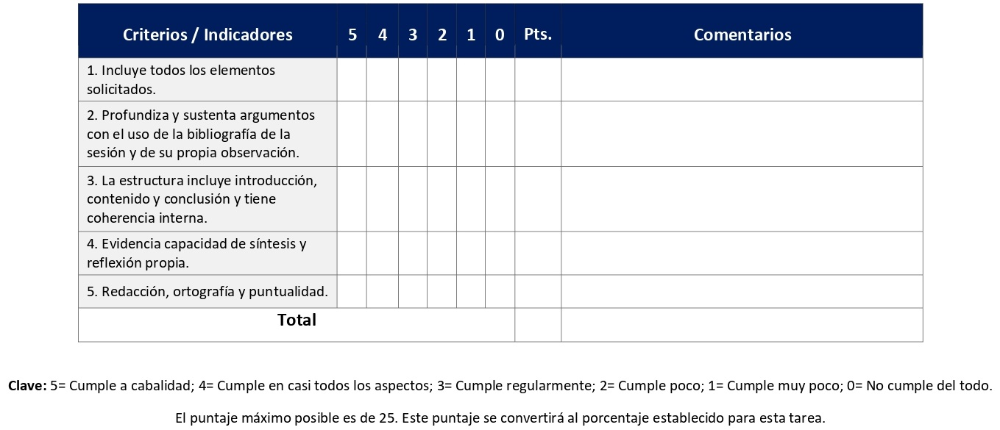 Criterios / Indicadores 5 4 3 2 1 0 Pts. Comentarios
1. Incluye todos los elementos
solicitados.
2. Profundiza y sustenta argumentos
con el uso de la bibliografía de la
sesión y de su propia observación.
3. La estructura incluye introducción,
contenido y conclusión y tiene
coherencia interna.
4. Evidencia capacidad de síntesis y
reflexión propia.
5. Redacción, ortografía y puntualidad.
Total
Clave: 5= Cumple a cabalidad; 4= Cumple en casi todos los aspectos; 3= Cumple regularmente; 2= Cumple poco; 1= Cumple muy poco; 0= No cumple del todo.
El puntaje máximo posible es de 25. Este puntaje se convertirá al porcentaje establecido para esta tarea.